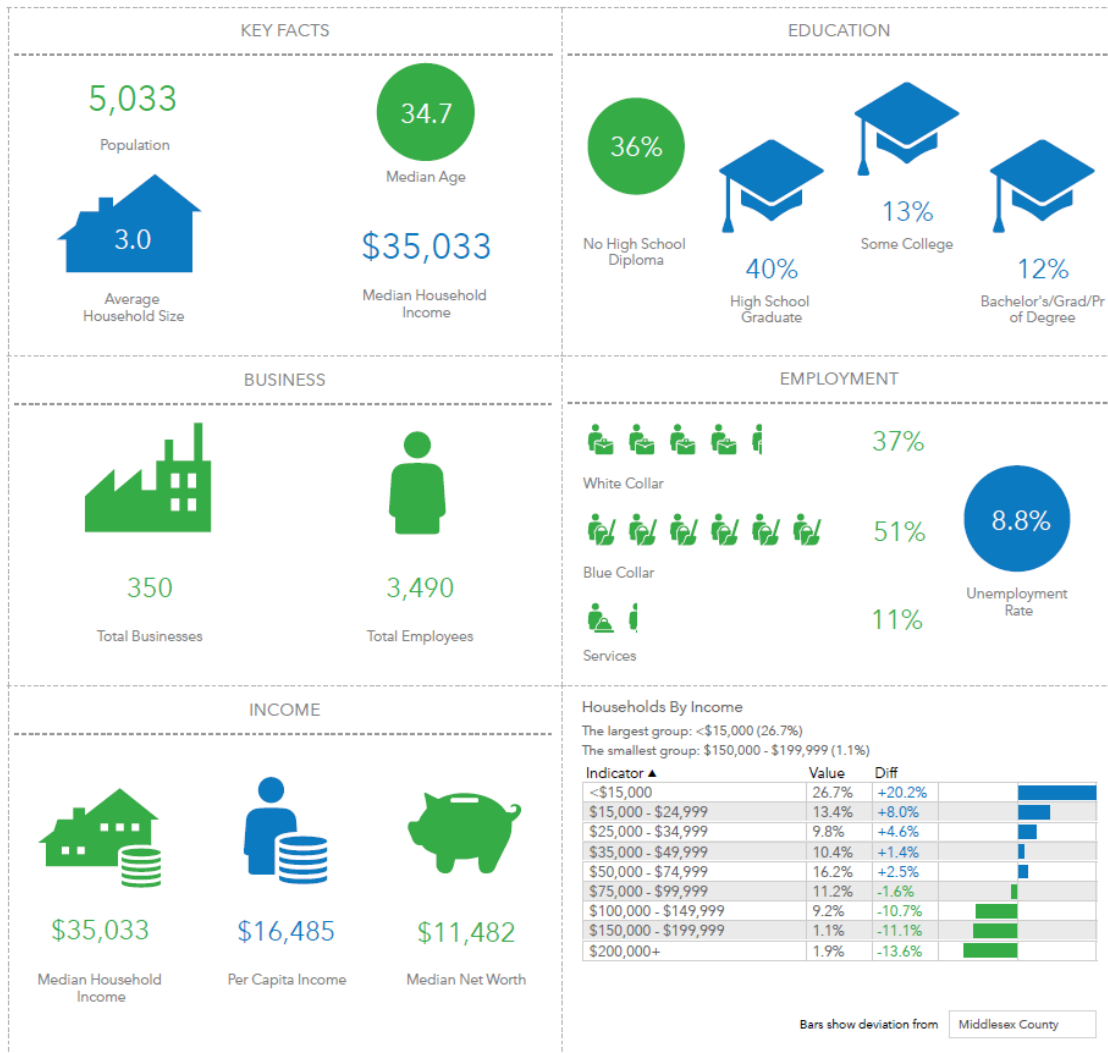 KEY FACTS
5,033
Population
34.7
Median Age
3.0
Average
Household Size
$35,033
Median Household
Income
EDUCATION
36%
No High School
Diploma
40%
High School
Graduate
13%
Some College
12%
Bachelor's/Grad/Pr
of Degree
BUSINESS
350
Total Businesses
3,490
Total Employees
EMPLOYMENT
37%
White Collar
51%
Blue Collar
11%
Services
8.8%
Unemployment
Rate
INCOME
$35,033
Median Household
Income
$16,485
Per Capita Income
$11,482
Median Net Worth
Households By Income
The largest group: <$15,000 (26.7%)
The smallest group: $150,000 - $199,999 (1.1%)
Indicator ▲ Value Diff
<$15,000 26.7% +20.2%
$15,000 - $24,999 13.4% +8.0%
$25,000 - $34,999 9.8% +4.6%
$35,000 - $49,999 10.4% +1.4%
$50,000 - $74,999 16.2% +2.5%
$75,000 - $99,999 11.2% -1.6%
$100,000 - $149,999 9.2% -10.7%
$150,000 - $199,999 1.1% -11.1%
$200,000+ 1.9% -13.6%
Bars show deviation from Middlesex County